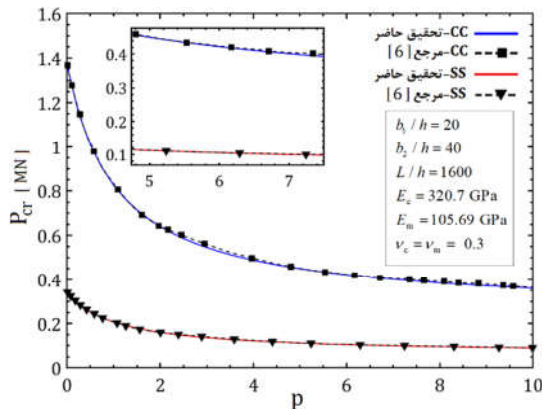 تحقیق حاضر-CC
مرجع[6]-CC
تحقیق حاضر-SS
مرجع[6]-SS
b₁ / h = 20
b₂ / h = 40
L / h = 1600
E_c = 320.7 GPa
E_m = 105.69 GPa
ν_c = ν_m = 0.3
0.4
0.3
0.2
0.1
5
6
7
1.6
1.4
1.2
1
0.8
0.6
0.4
0.2
0
P_cr [MN]
0
2
4
6
8
10
p